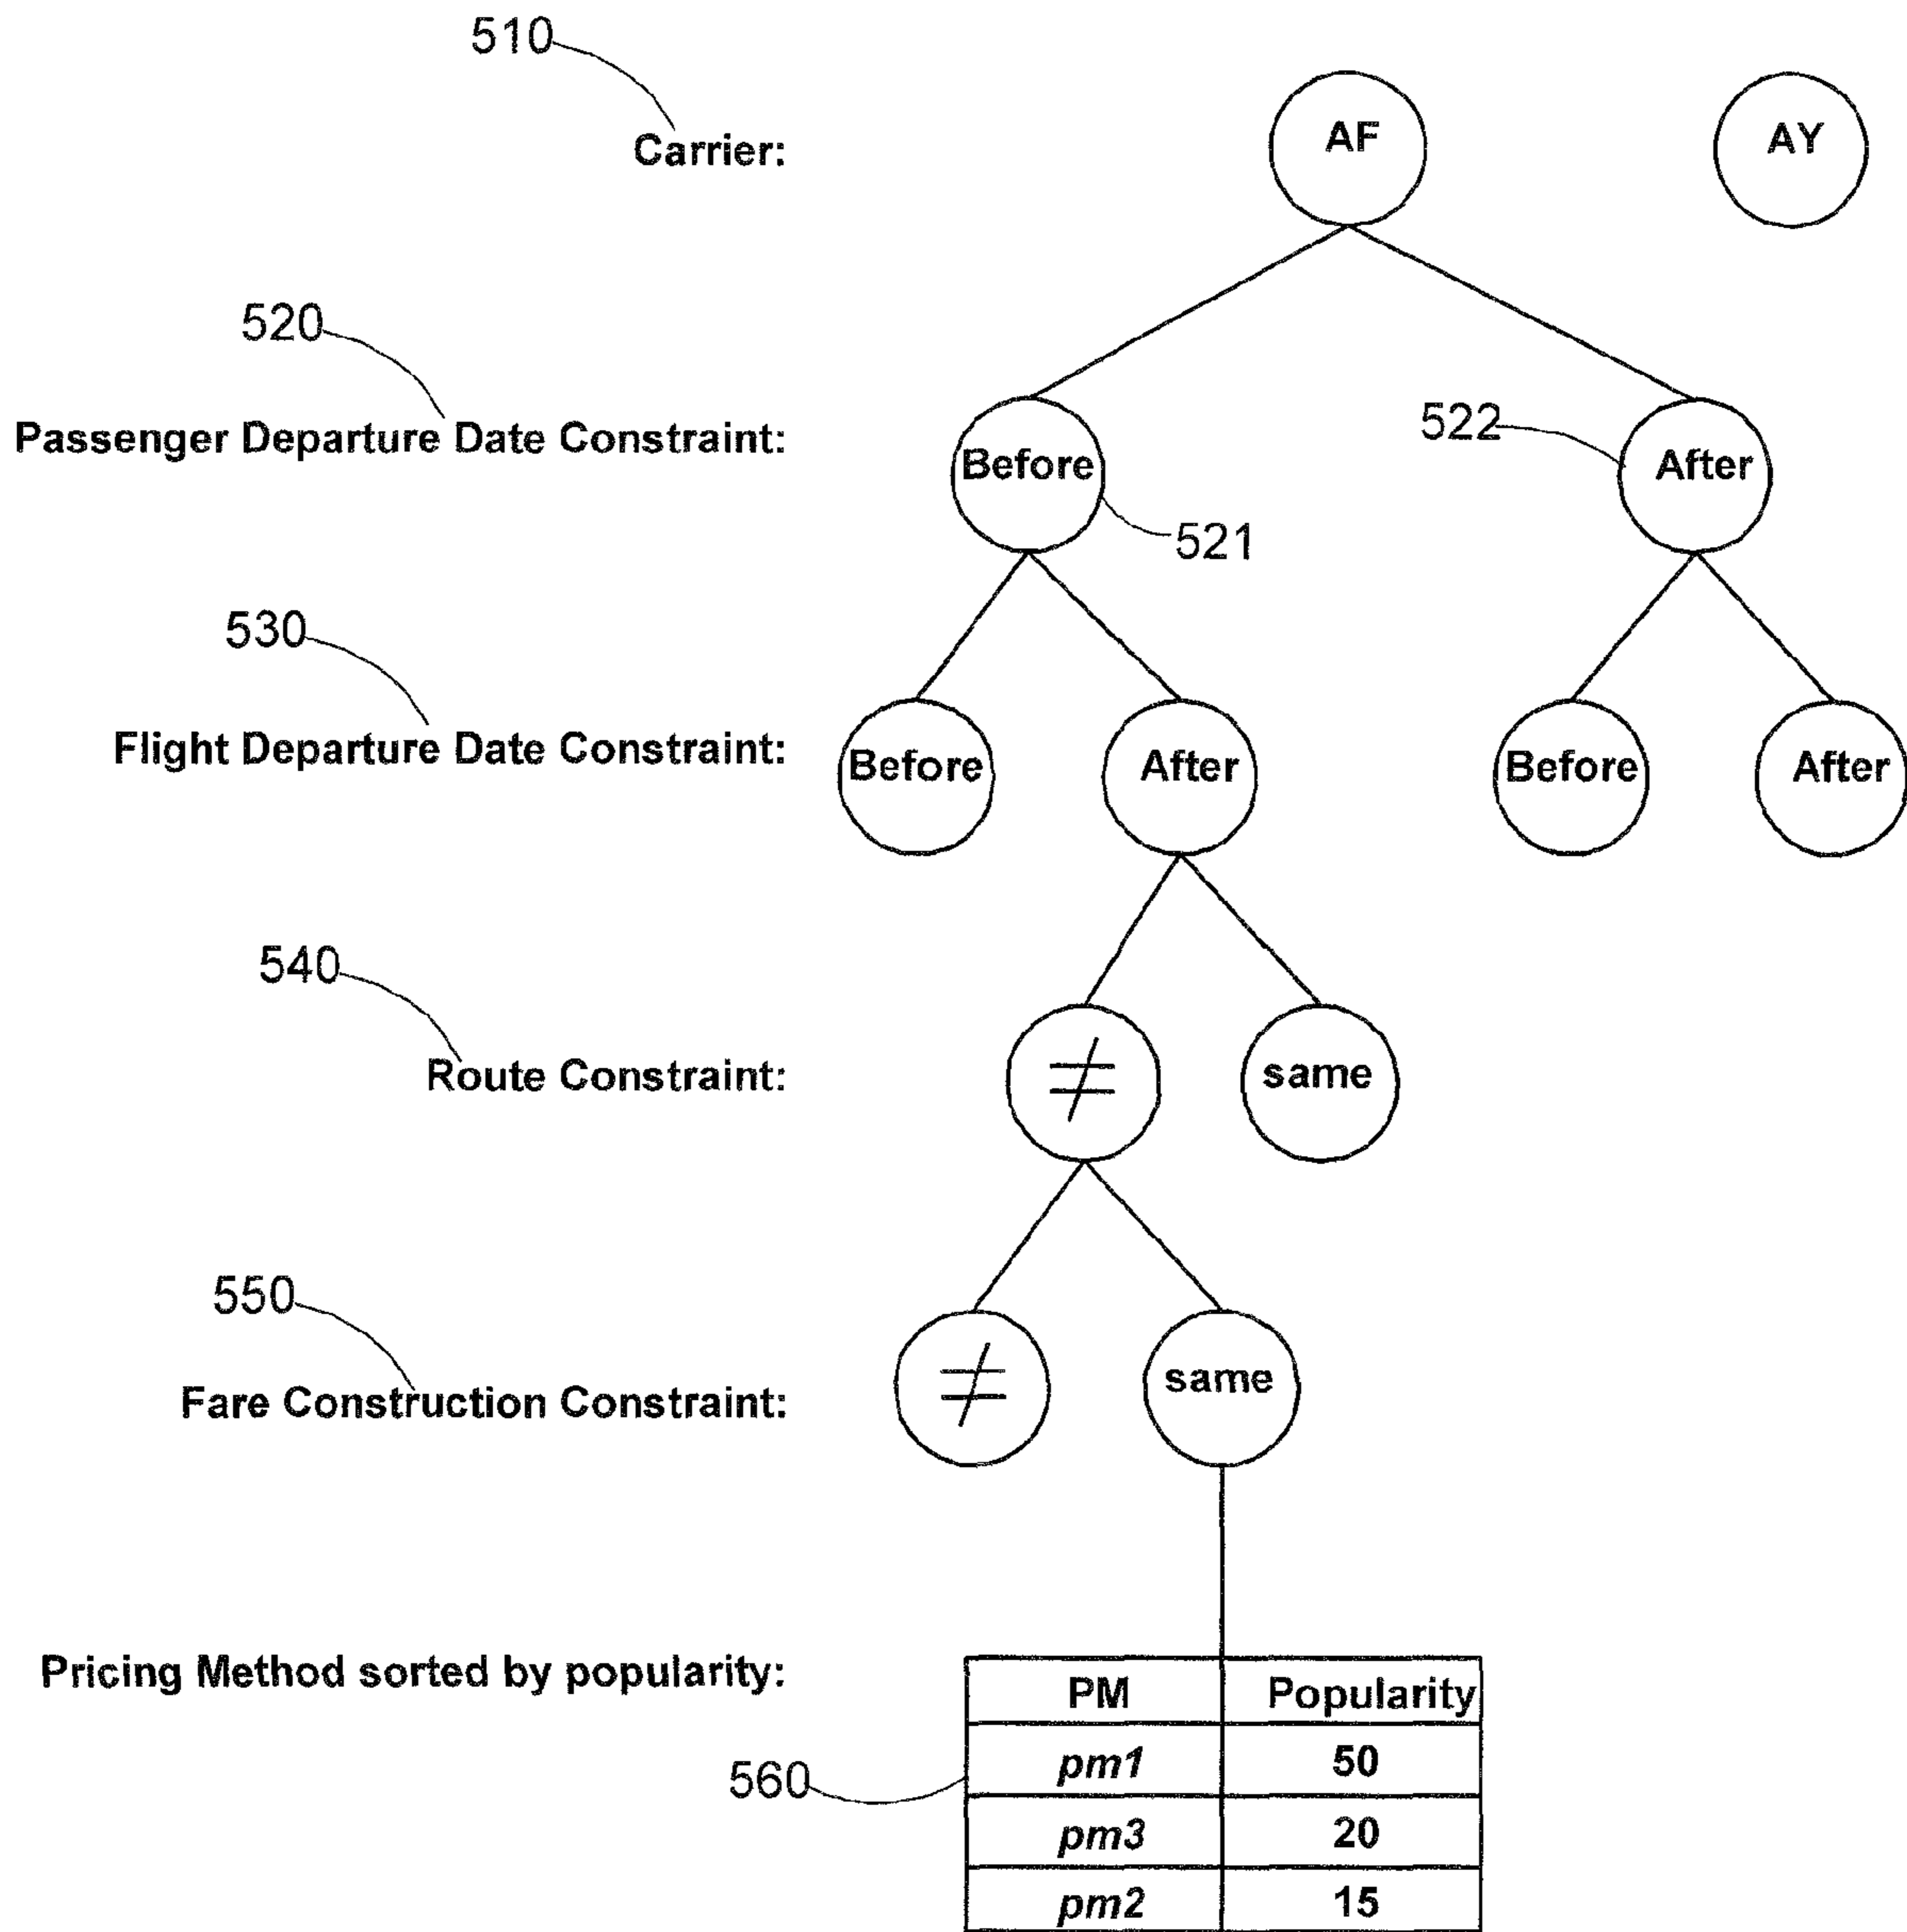 510
Carrier: AF AY
520
Passenger Departure Date Constraint: Before 522 After
521
530
Flight Departure Date Constraint: Before After Before After
540
Route Constraint: ≠ same
550
Fare Construction Constraint: ≠ same
Pricing Method sorted by popularity: PM Popularity
pm1 50
560
pm3 20
pm2 15